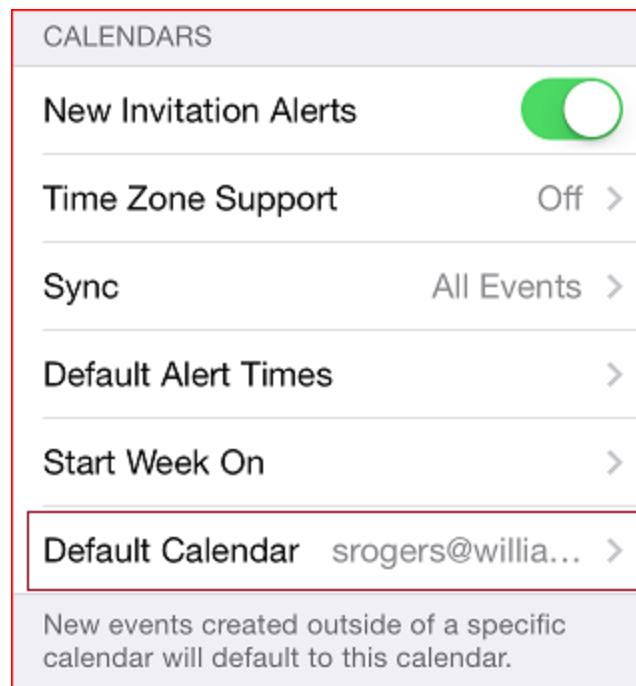 CALENDARS
New Invitation Alerts
Time Zone Support Off
Sync All Events
Default Alert Times
Start Week On
Default Calendar srogers@willia...
New events created outside of a specific
calendar will default to this calendar.